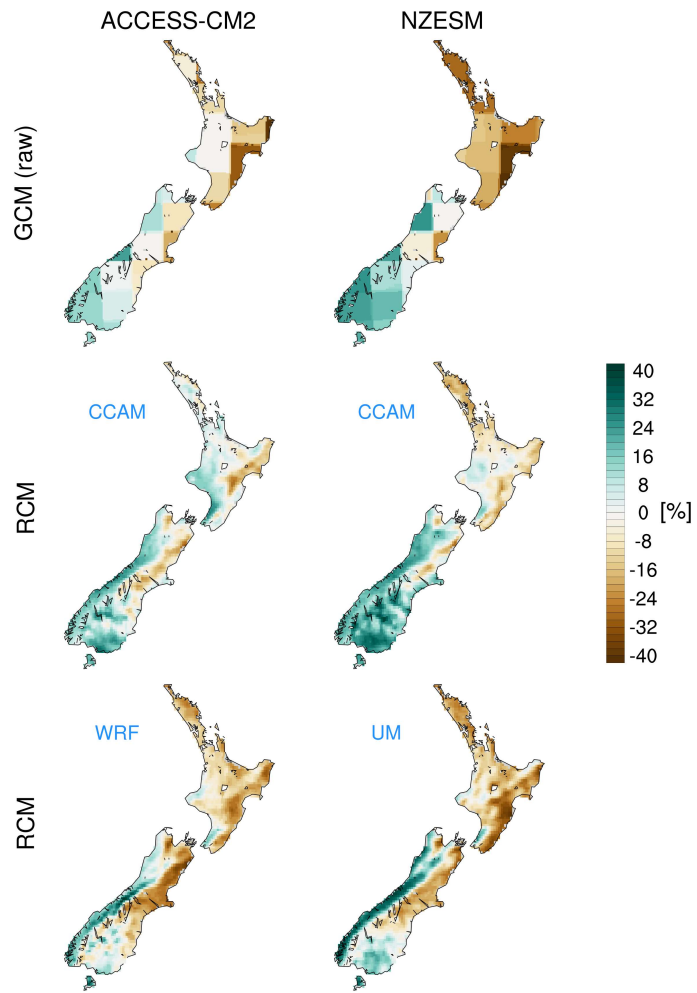 ACCESS-CM2
NZESM
GCM (raw)
CCAM
CCAM
RCM
40
32
24
16
8
0
-8
-16
-24
-32
-40
[%]
WRF
UM
RCM